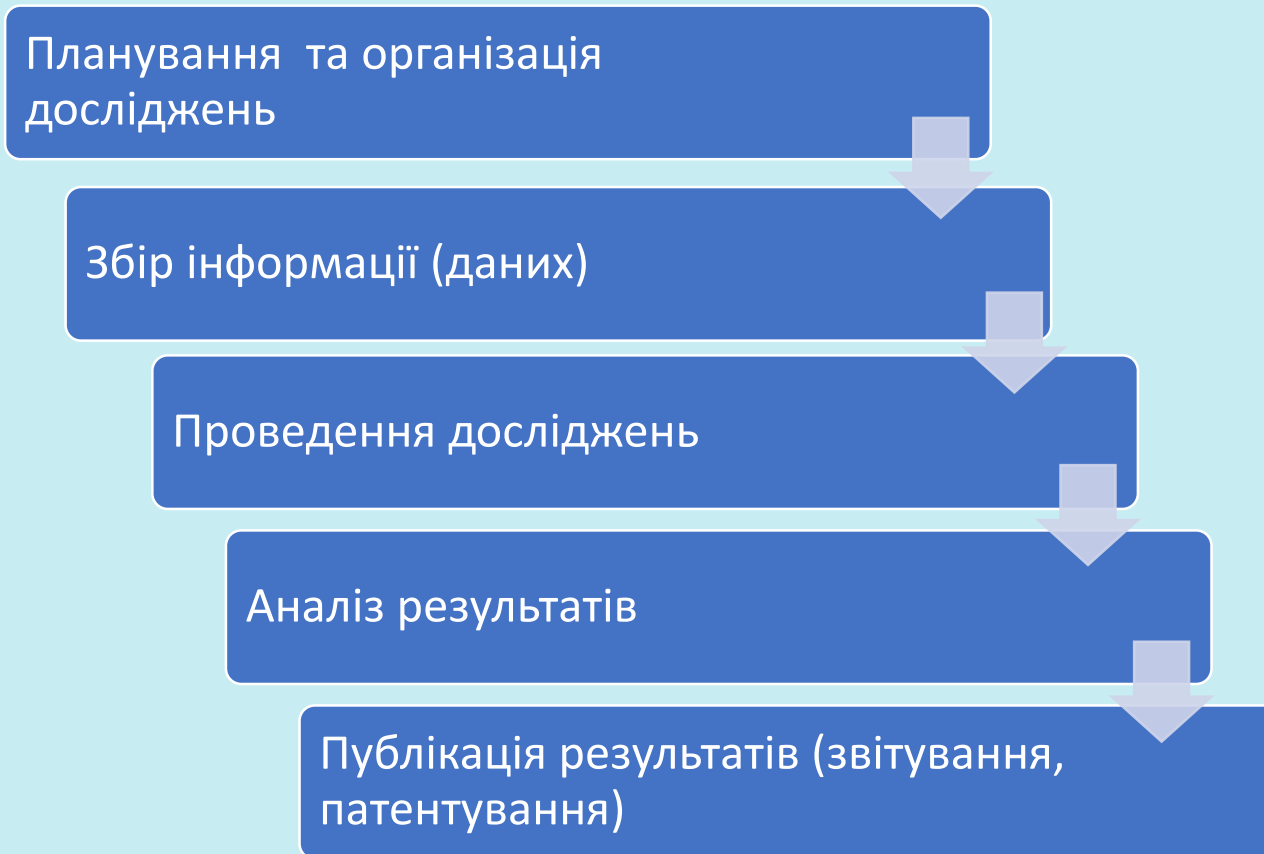 Планування та організація
досліджень
Збір інформації (даних)
Проведення досліджень
Аналіз результатів
Публікація результатів (звітування,
патентування)